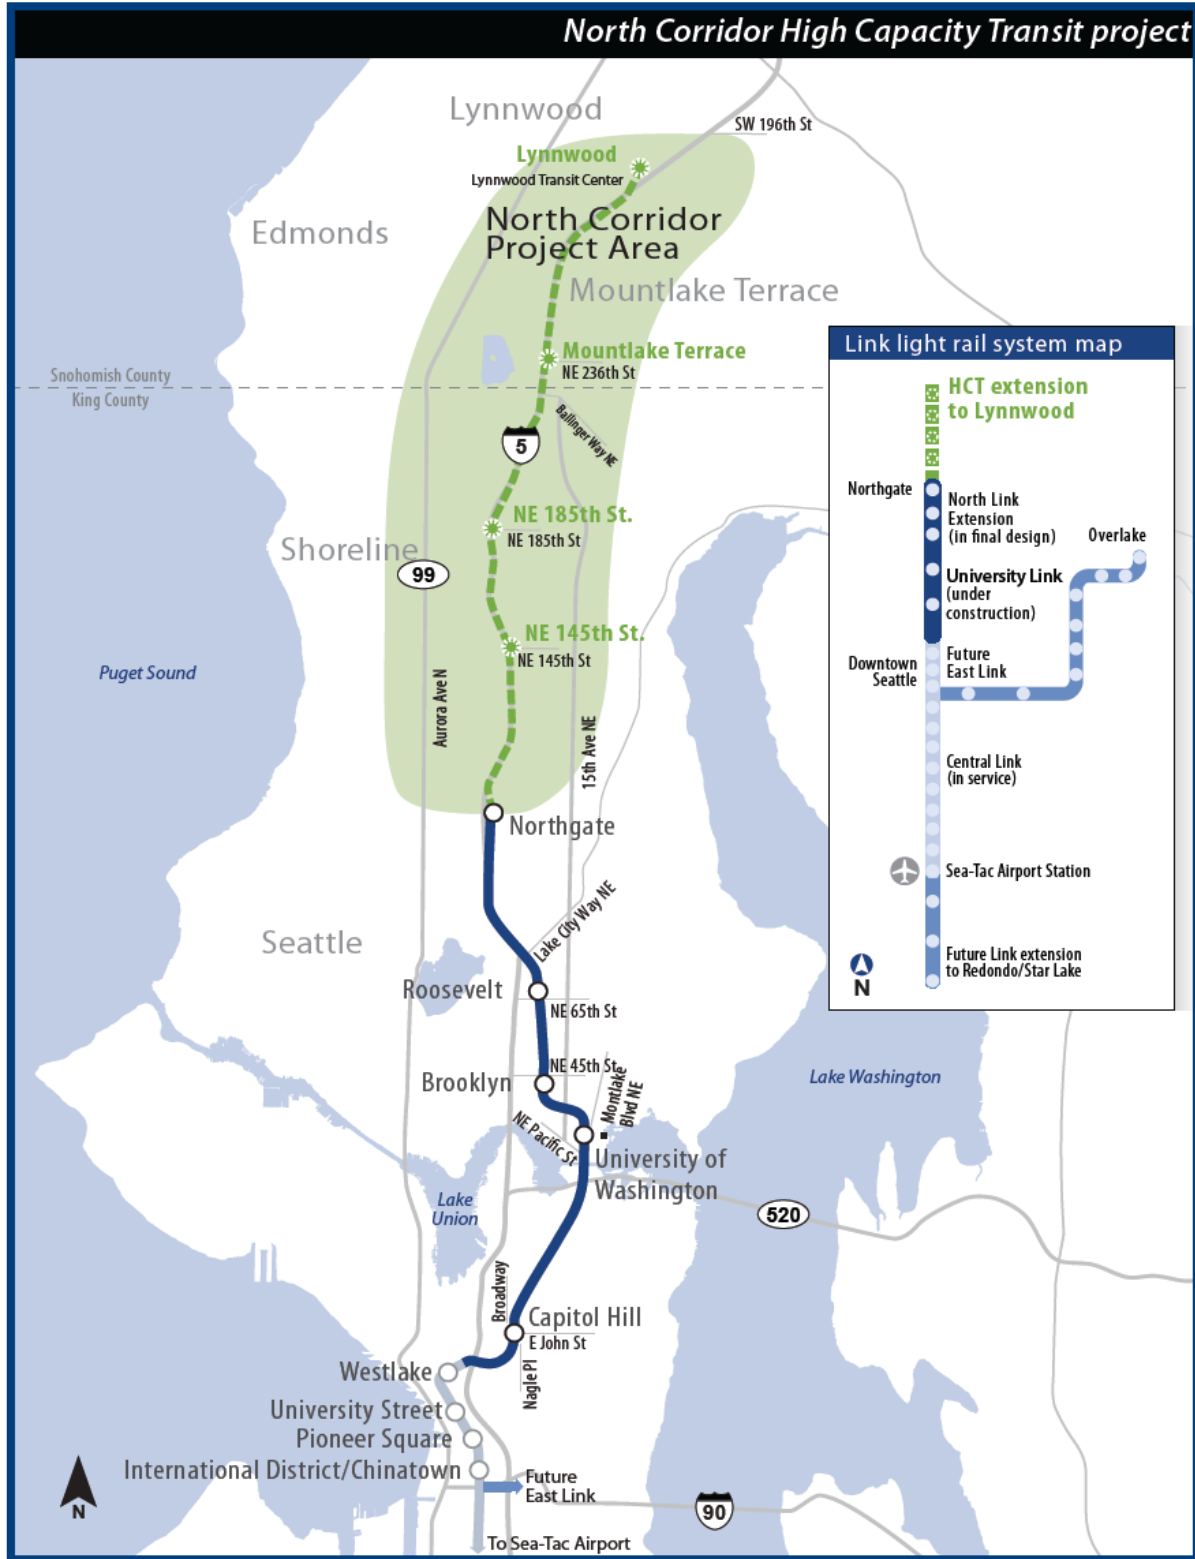 North Corridor High Capacity Transit project
Lynnwood
SW 196th St
Lynnwood
Lynnwood Transit Center
North Corridor
Project Area
Edmonds
Mountlake Terrace
Mountlake Terrace
NE 236th St
Snohomish County
King County
Ballinger Way NE
5
NE 185th St.
NE 185th St
Shoreline
99
NE 145th St.
NE 145th St
Puget Sound
Aurora Ave N
15th Ave NE
Northgate
Lake City Way NE
Seattle
Roosevelt
NE 65th St
NE 45th St
Brooklyn
Montlake
Blvd NE
NE Pacific St
University of
Washington
Lake Washington
Lake
Union
520
Broadway
Capitol Hill
E John St
Nagle Pl
Westlake
University Street
Pioneer Square
International District/Chinatown
Future
East Link
90
N
To Sea-Tac Airport
Link light rail system map
HCT extension
to Lynnwood
Northgate
North Link
Extension
(in final design)
Overlake
University Link
(under
construction)
Downtown
Seattle
Future
East Link
Central Link
(in service)
Sea-Tac Airport Station
Future Link extension
to Redondo/Star Lake
N